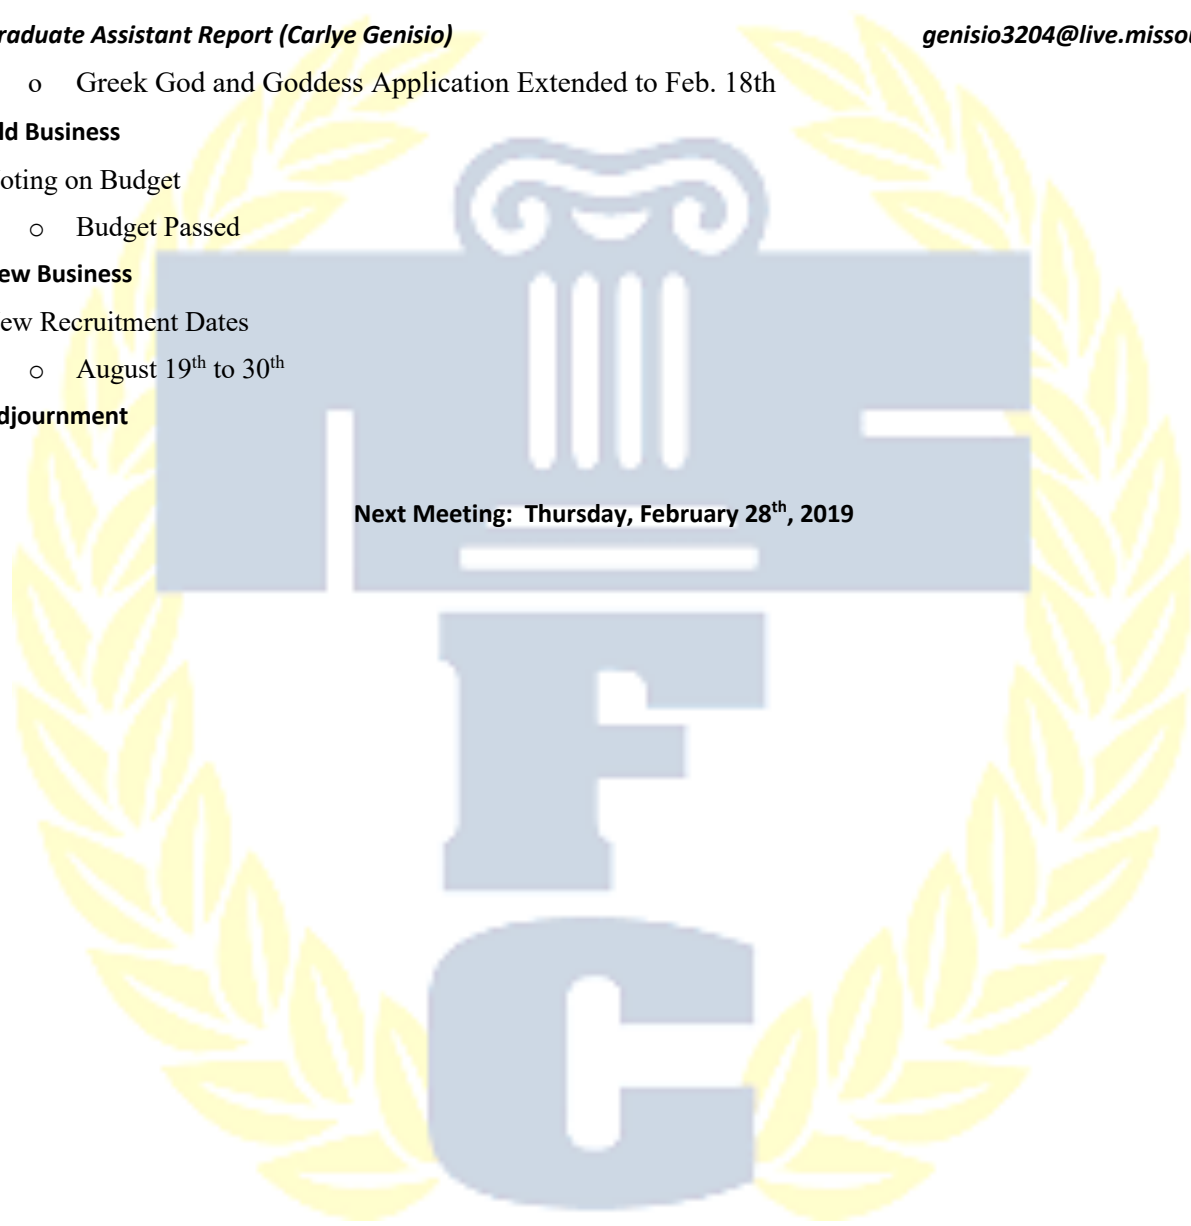 raduate Assistant Report (Carlye Genisio) genisio3204@live.missou
o Greek God and Goddess Application Extended to Feb. 18th
ld Business
oting on Budget
o Budget Passed
ew Business
ew Recruitment Dates
o August 19th to 30th
djournment
Next Meeting: Thursday, February 28th, 2019
F
C